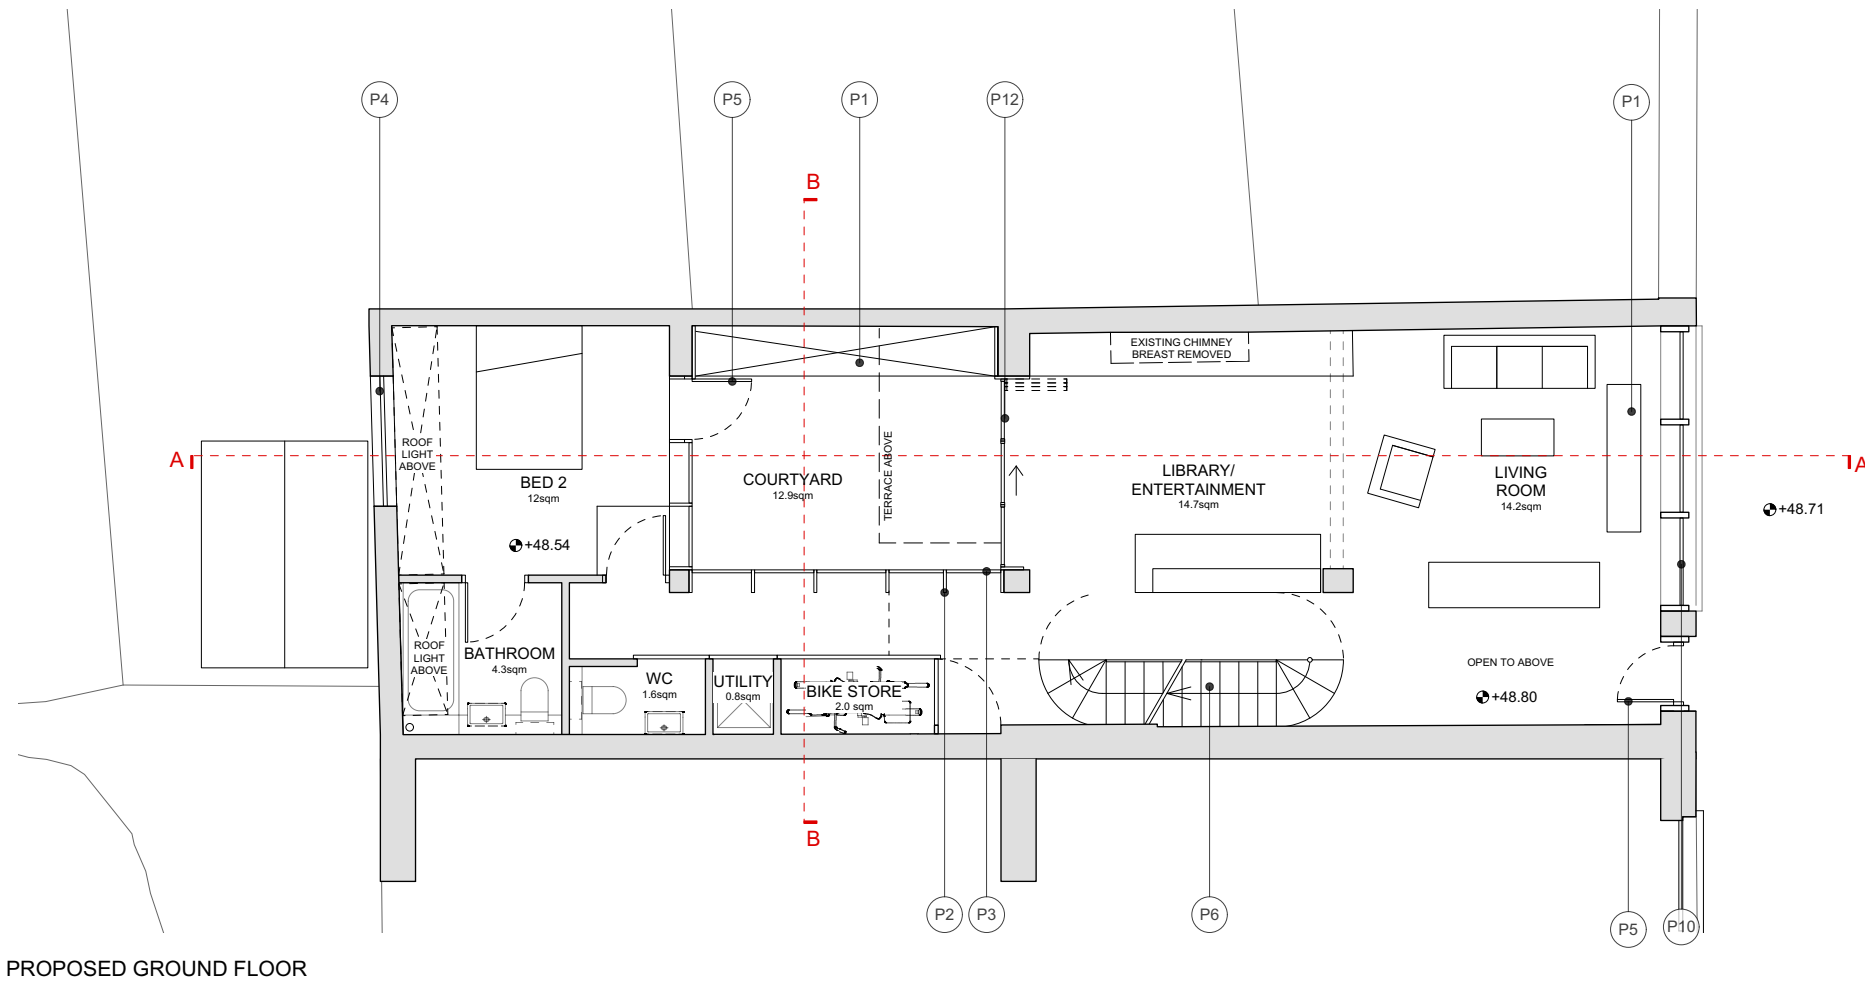 P4
P5
P1
P12
P1
B
EXISTING CHIMNEY
BREAST REMOVED
ROOF
LIGHT
ABOVE
A
A
BED 2
12sqm
COURTYARD
12.9sqm
TERRACE ABOVE
LIBRARY/
ENTERTAINMENT
14.7sqm
LIVING
ROOM
14.2sqm
+48.71
+48.54
ROOF
LIGHT
ABOVE
BATHROOM
4.3sqm
WC
1.6sqm
UTILITY
0.8sqm
BIKE STORE
2.0 sqm
OPEN TO ABOVE
+48.80
B
P2
P3
P6
P5
P10
PROPOSED GROUND FLOOR